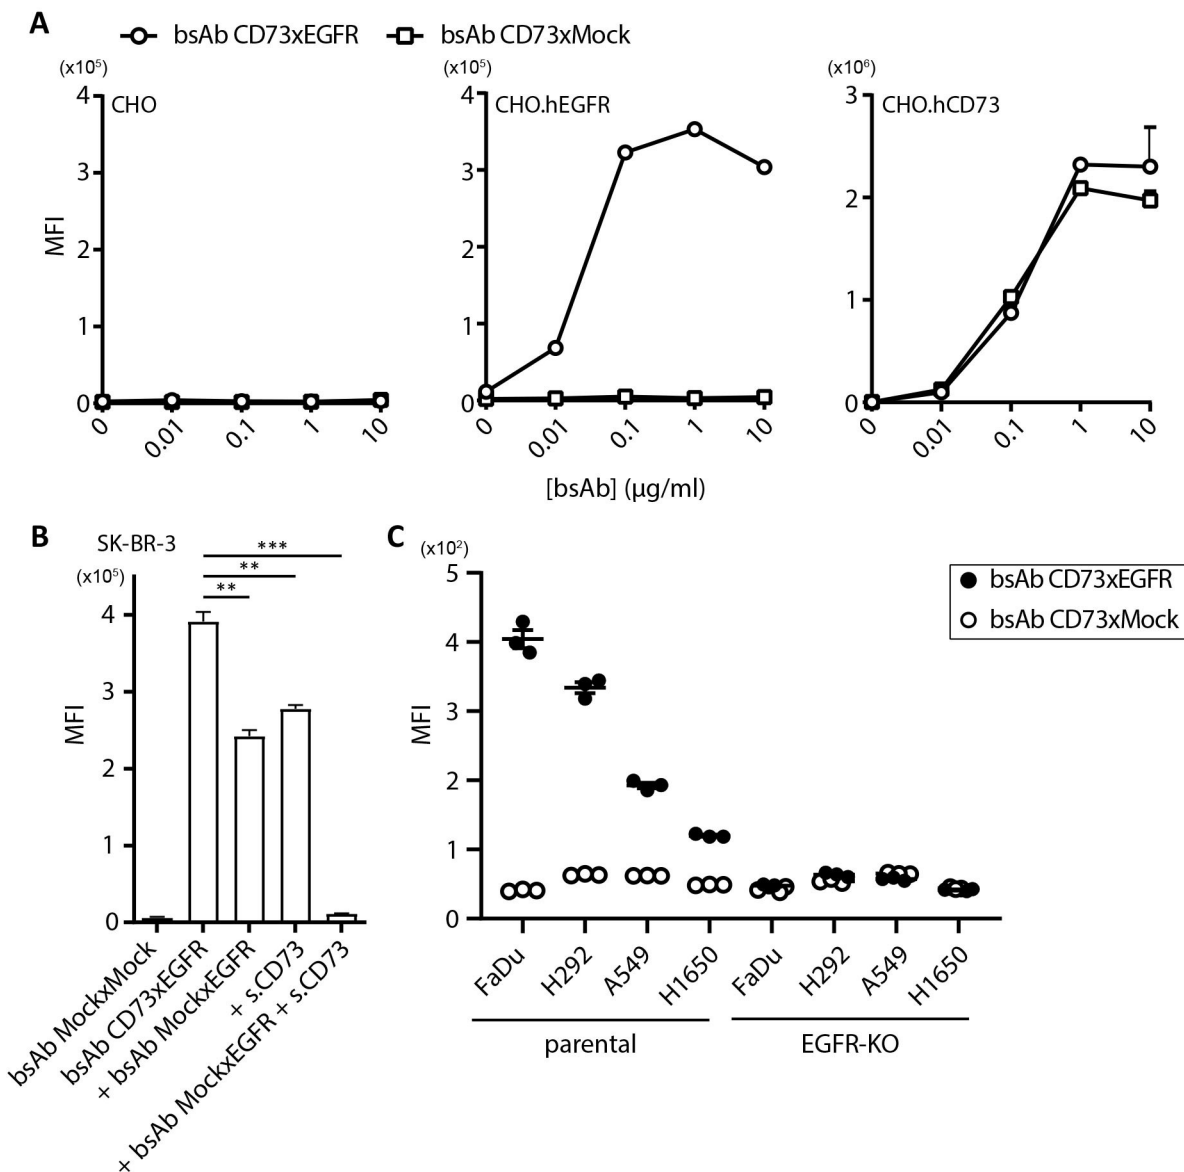 A
bsAb CD73xEGFR bsAb CD73xMock
(x10⁵) (x10⁵) (x10⁶)
CHO CHO.hEGFR CHO.hCD73
MFI
4 3 2 1 0
4 3 2 1 0
3 2 1 0
0 0.01 0.1 1 10
0 0.01 0.1 1 10
0 0.01 0.1 1 10
[bsAb] (µg/ml)
B
SK-BR-3
(x10⁵)
***
**
**
MFI
4
3
2
1
0
bsAb MockxMock
bsAb CD73xEGFR
+ bsAb MockxEGFR
+ s.CD73
+ bsAb MockxEGFR + s.CD73
C
(x10²)
bsAb CD73xEGFR
bsAb CD73xMock
MFI
5
4
3
2
1
0
FaDu H292 A549 H1650 FaDu H292 A549 H1650
parental EGFR-KO